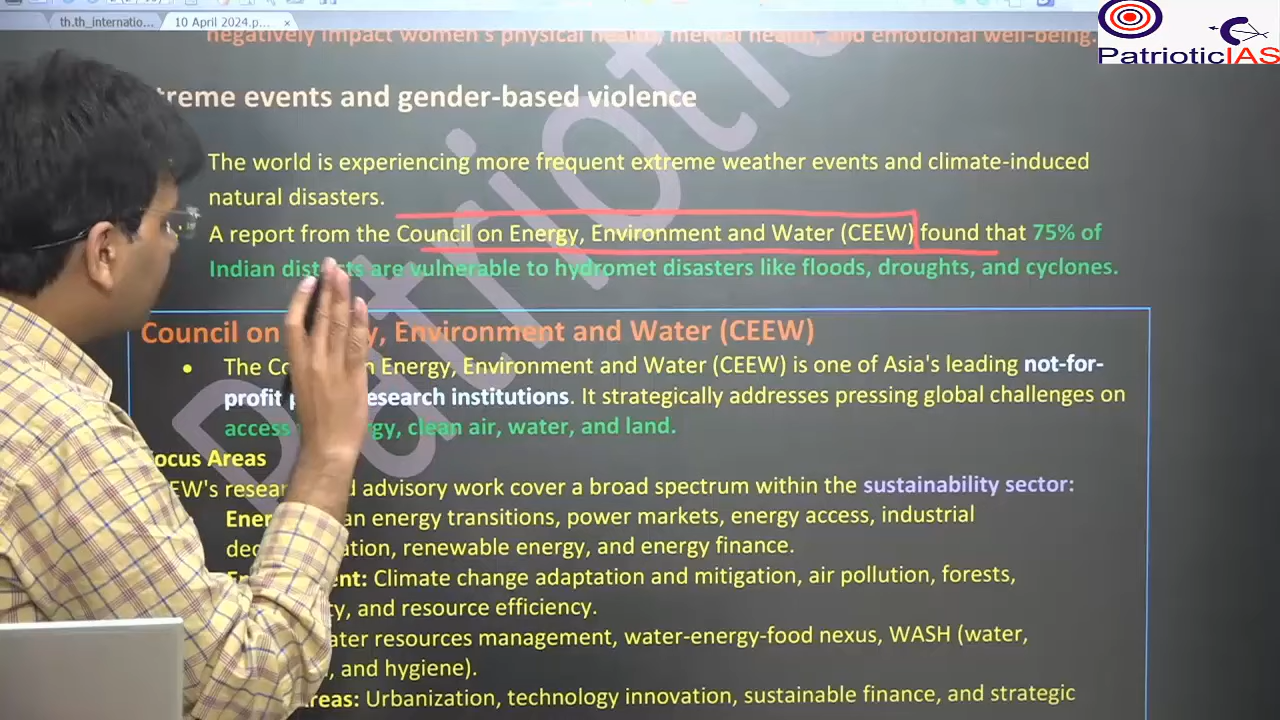 th.th_internatio...
10 April 2024.p...
×
PatrioticIAS
negatively impact women's physical health, mental health, and emotional well-being.
treme events and gender-based violence
The world is experiencing more frequent extreme weather events and climate-induced
natural disasters.
A report from the Council on Energy, Environment and Water (CEEW) found that 75% of
Indian districts are vulnerable to hydromet disasters like floods, droughts, and cyclones.
Council on y, Environment and Water (CEEW)
• The Co n Energy, Environment and Water (CEEW) is one of Asia's leading not-for-
profit p esearch institutions. It strategically addresses pressing global challenges on
access gy, clean air, water, and land.
ocus Areas
EW's resear d advisory work cover a broad spectrum within the sustainability sector:
Ener an energy transitions, power markets, energy access, industrial
de ation, renewable energy, and energy finance.
En ent: Climate change adaptation and mitigation, air pollution, forests,
ty, and resource efficiency.
ater resources management, water-energy-food nexus, WASH (water,
, and hygiene).
reas: Urbanization, technology innovation, sustainable finance, and strategic
Patriotic